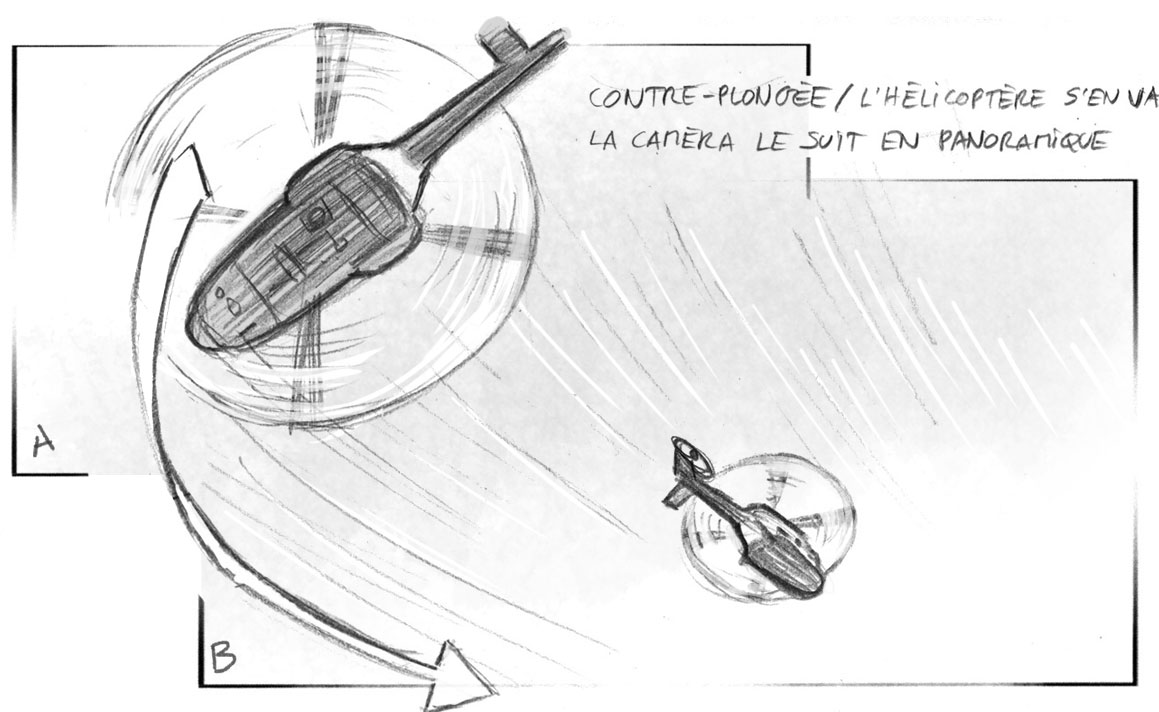 CONTRE-PLONGÉE / L'HÉLICOPTÈRE S'EN VA
LA CAMÉRA LE SUIT EN PANORAMIQUE
A
B